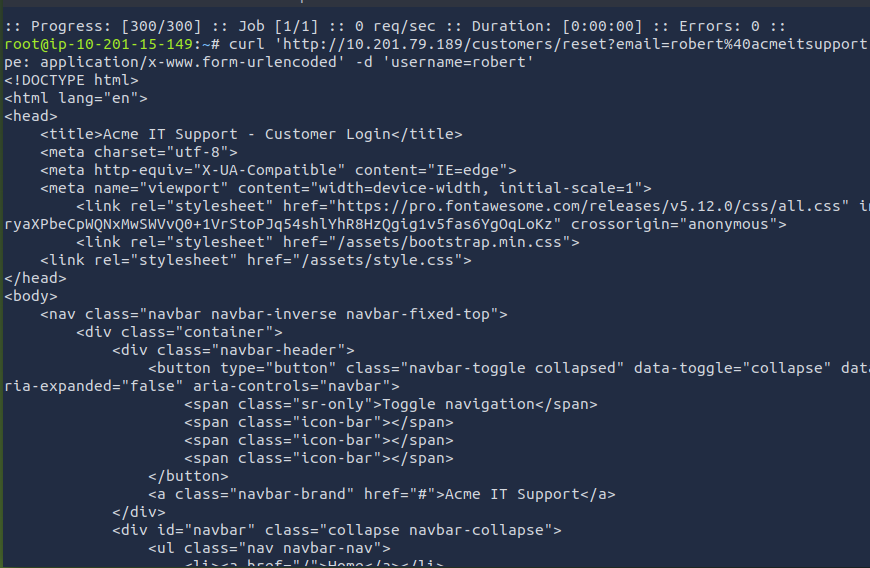 :: Progress: [300/300] :: Job [1/1] :: 0 req/sec :: Duration: [0:00:00] :: Errors: 0 ::
root@ip-10-201-15-149:~# curl 'http://10.201.79.189/customers/reset?email=robert%40acmeitsupport
pe: application/x-www.form-urlencoded' -d 'username=robert'
<!DOCTYPE html>
<html lang="en">
<head>
    <title>Acme IT Support - Customer Login</title>
    <meta charset="utf-8">
    <meta http-equiv="X-UA-Compatible" content="IE=edge">
    <meta name="viewport" content="width=device-width, initial-scale=1">
        <link rel="stylesheet" href="https://pro.fontawesome.com/releases/v5.12.0/css/all.css" in
ryaXPbeCpWQNxMwSWVvQ0+1VrStoPJq54shlYhR8HzQgig1v5fas6YgOqLoKz" crossorigin="anonymous">
        <link rel="stylesheet" href="/assets/bootstrap.min.css">
    <link rel="stylesheet" href="/assets/style.css">
</head>
<body>
    <nav class="navbar navbar-inverse navbar-fixed-top">
        <div class="container">
            <div class="navbar-header">
                <button type="button" class="navbar-toggle collapsed" data-toggle="collapse" data
ria-expanded="false" aria-controls="navbar">
                    <span class="sr-only">Toggle navigation</span>
                    <span class="icon-bar"></span>
                    <span class="icon-bar"></span>
                    <span class="icon-bar"></span>
                </button>
                <a class="navbar-brand" href="#">Acme IT Support</a>
            </div>
            <div id="navbar" class="collapse navbar-collapse">
                <ul class="nav navbar-nav">
                    <li><a href="/">Home</a></li>